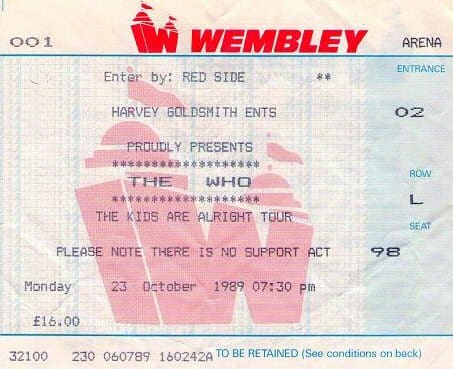 WEMBLEY
001 ARENA
Enter by: RED SIDE ** ENTRANCE
HARVEY GOLDSMITH ENTS 02
PROUDLY PRESENTS
*******************
THE WHO ROW
******************* L
THE KIDS ARE ALRIGHT TOUR SEAT
PLEASE NOTE THERE IS NO SUPPORT ACT 98
Monday 23 October 1989 07:30 pm
£16.00
32100 230 060789 160242A TO BE RETAINED (See conditions on back)